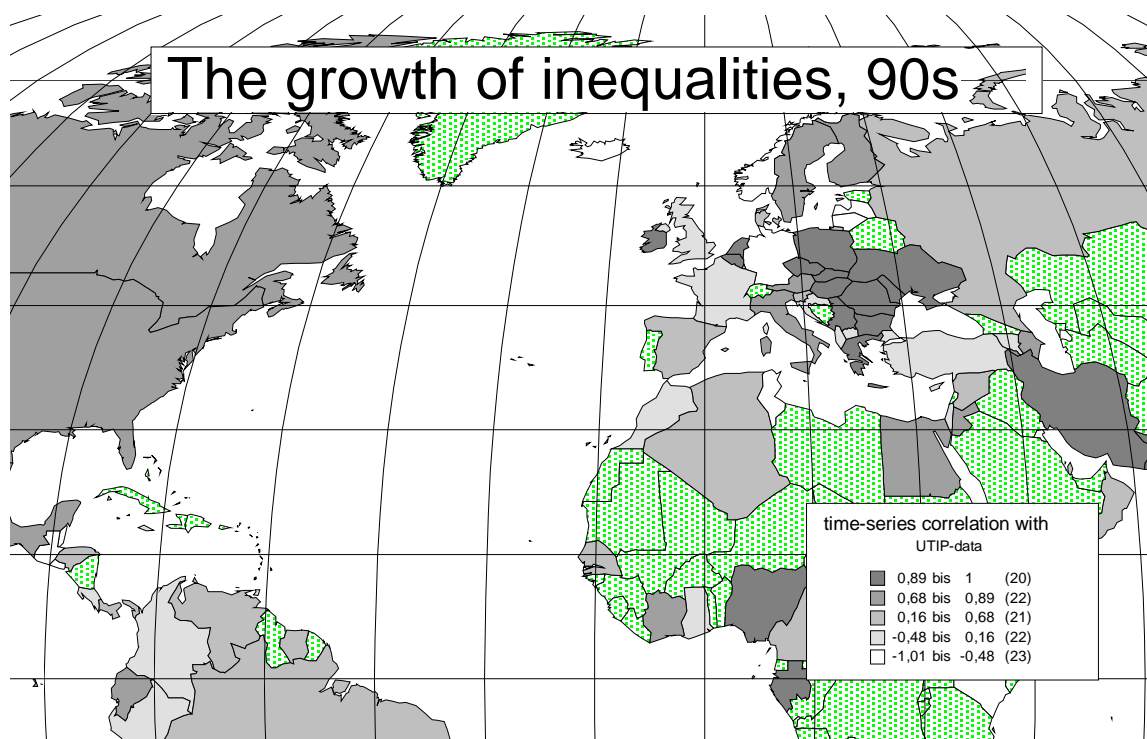 The growth of inequalities, 90s
time-series correlation with
UTIP-data
0,89 bis 1 (20)
0,68 bis 0,89 (22)
0,16 bis 0,68 (21)
-0,48 bis 0,16 (22)
-1,01 bis -0,48 (23)